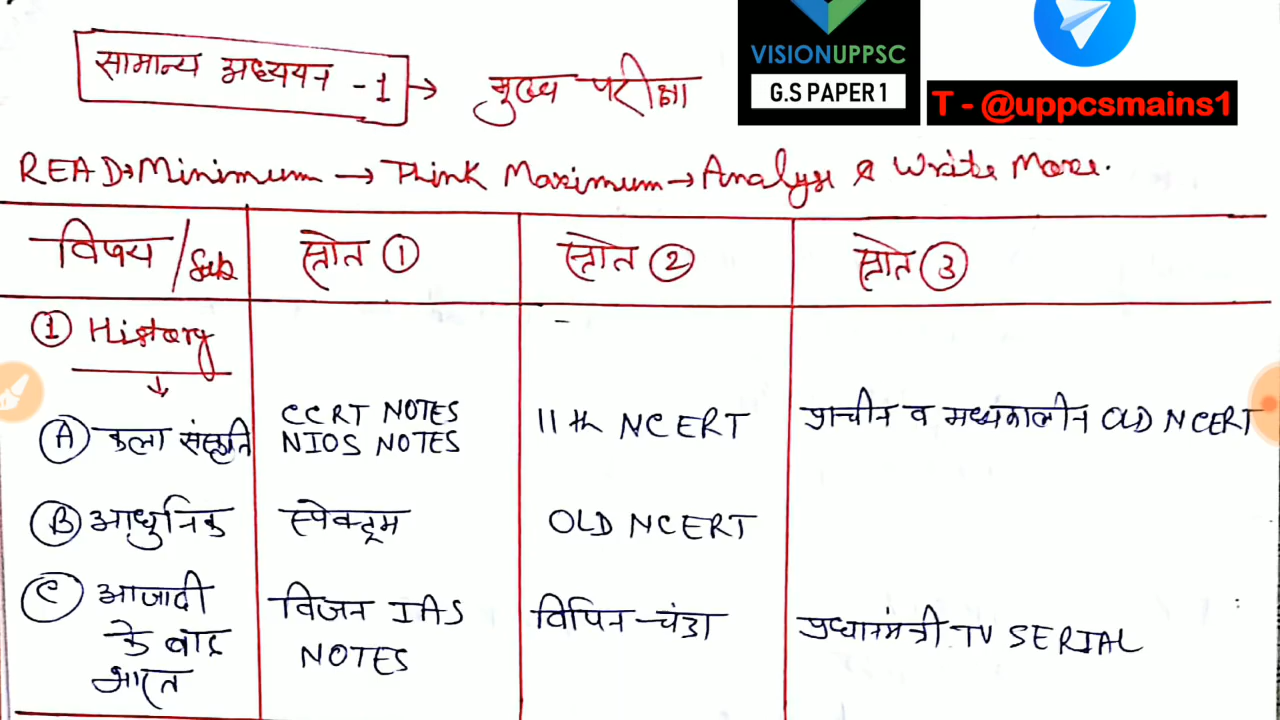 सामान्य अध्ययन -1 → मुख्य परीक्षा
VISIONUPPSC
G.S PAPER 1
T - @uppcsmains1
READ→Minimum → Think Maximum → Analyse & Write More.
विषय/Sub स्त्रोत ① स्त्रोत ② स्त्रोत ③
① History
↓
Ⓐ कला संस्कृति CCRT NOTES NIOS NOTES 11th NCERT प्राचीन व मध्यकालीन OLD NCERT
Ⓑ आधुनिक स्पेक्ट्रम OLD NCERT
Ⓒ आजादी के बाद भारत विजन IAS NOTES विपिन-चंद्रा प्रधानमंत्री TV SERIAL